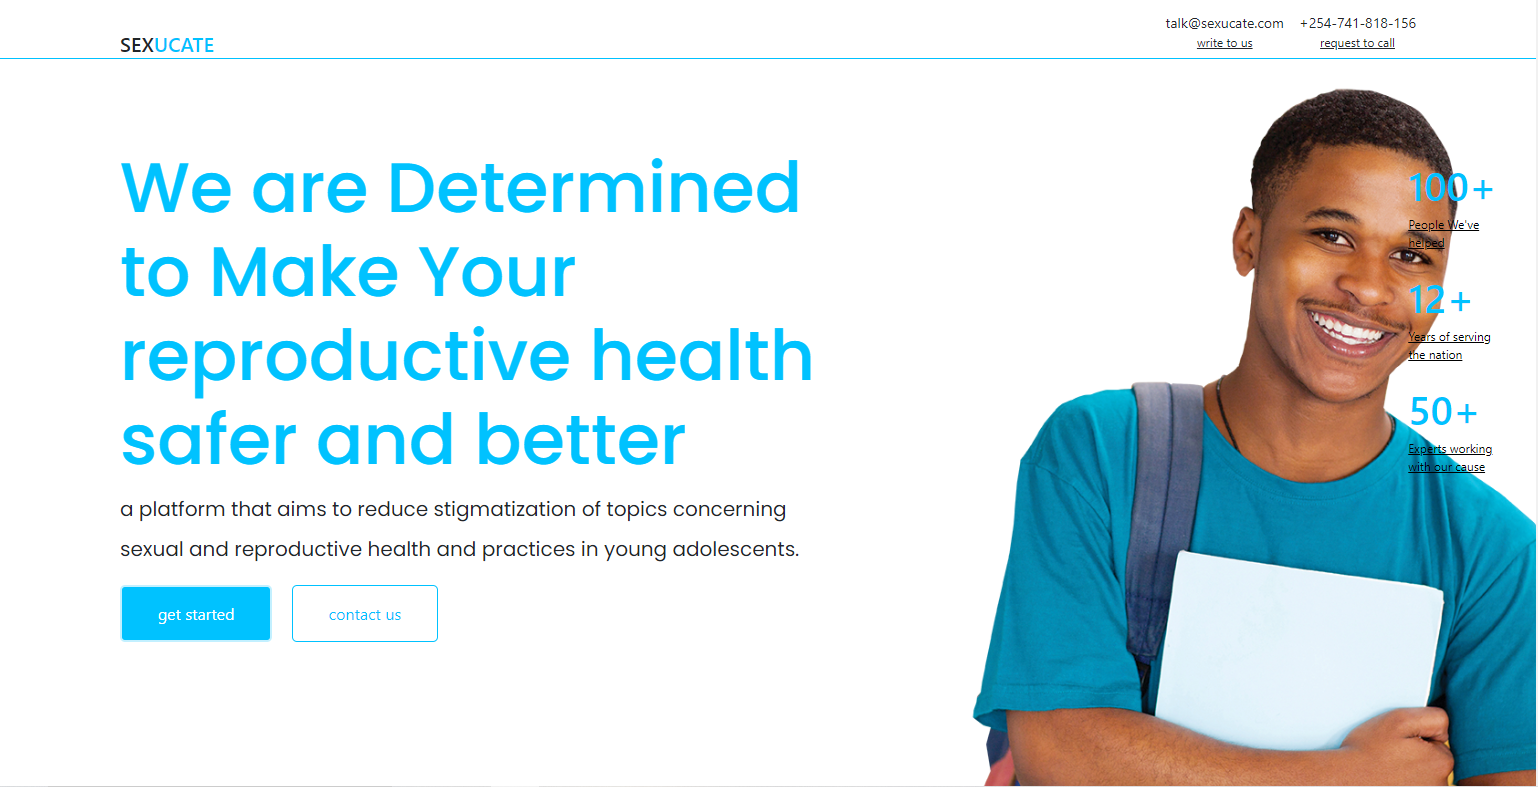 SEXUCATE
talk@sexucate.com
write to us
+254-741-818-156
request to call
We are Determined
to Make Your
reproductive health
safer and better
a platform that aims to reduce stigmatization of topics concerning
sexual and reproductive health and practices in young adolescents.
get started
contact us
100+
People We've
helped
12+
Years of serving
the nation
50+
Experts working
with our cause